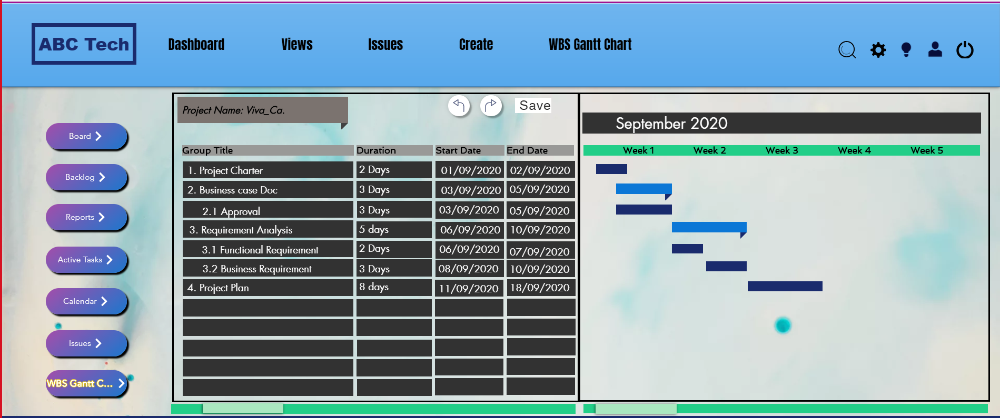 ABC Tech
Dashboard Views Issues Create WBS Gantt Chart
Board
Backlog
Reports
Active Tasks
Calendar
Issues
WBS Gantt C...
Project Name: Viva_Ca.
Save
Group Title Duration Start Date End Date
1. Project Charter 2 Days 01/09/2020 02/09/2020
2. Business case Doc 3 Days 03/09/2020 05/09/2020
2.1 Approval 3 Days 03/09/2020 05/09/2020
3. Requirement Analysis 5 days 06/09/2020 10/09/2020
3.1 Functional Requirement 2 Days 06/09/2020 07/09/2020
3.2 Business Requirement 3 Days 08/09/2020 10/09/2020
4. Project Plan 8 days 11/09/2020 18/09/2020
September 2020
Week 1 Week 2 Week 3 Week 4 Week 5